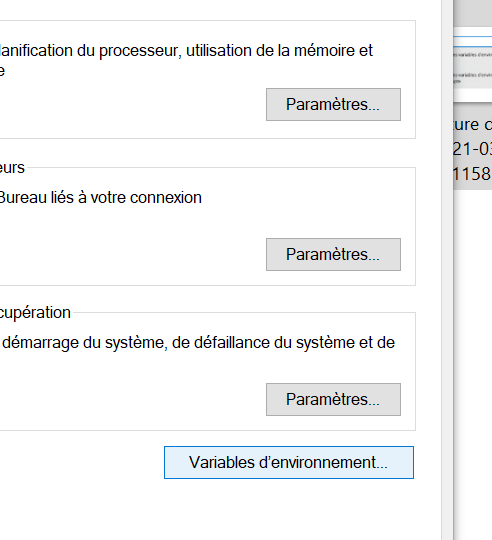 lanification du processeur, utilisation de la mémoire et
e
Paramètres...
eurs
Bureau liés à votre connexion
Paramètres...
cupération
démarrage du système, de défaillance du système et de
Paramètres...
Variables d'environnement...
ture d
21-03
1158